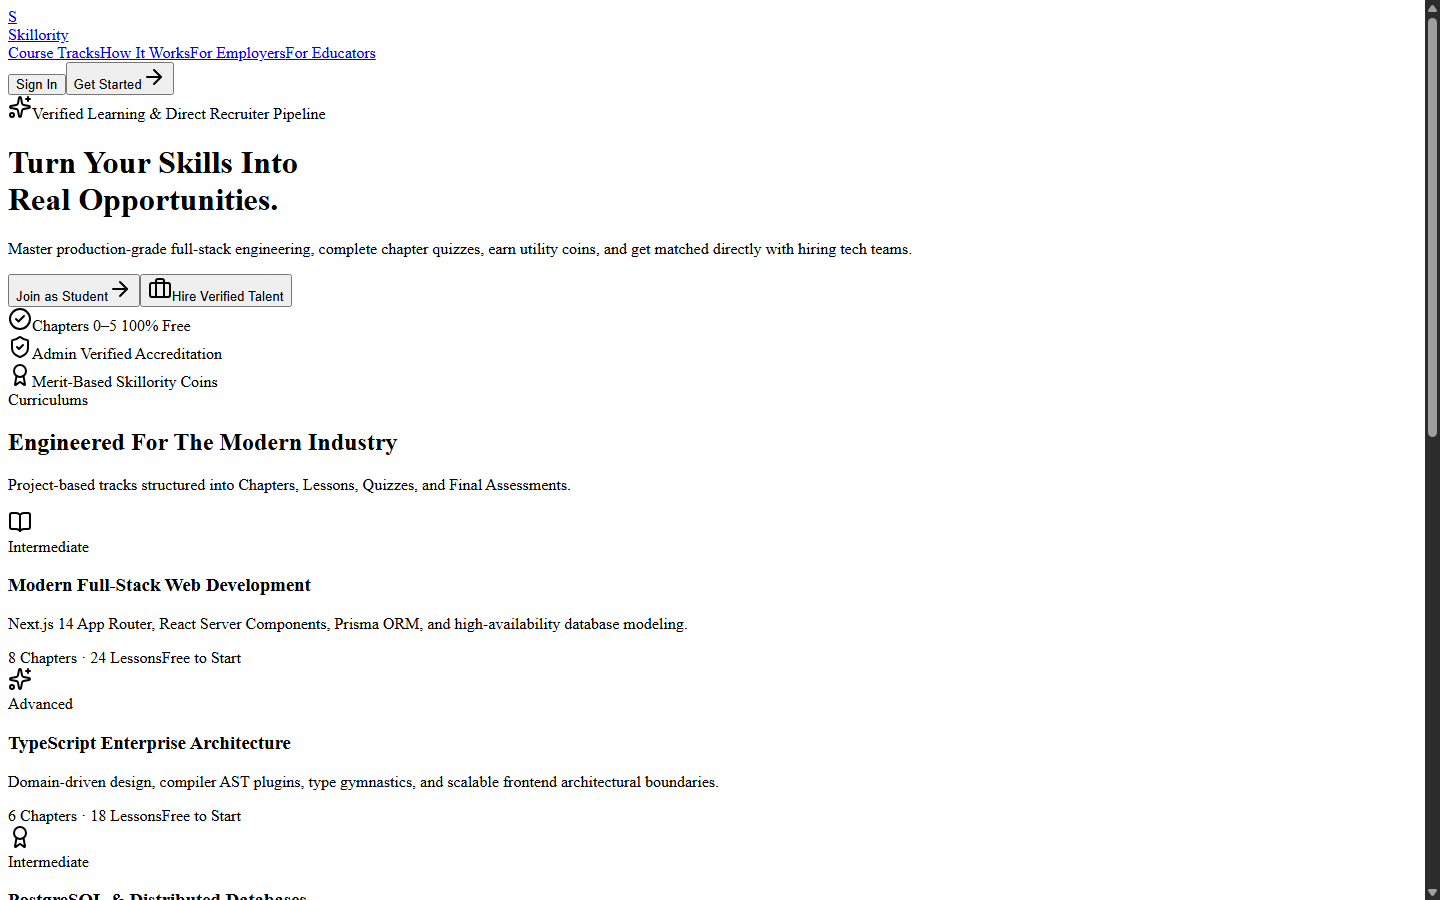 S
Skillority
Course TracksHow It WorksFor EmployersFor Educators
Sign In Get Started
Verified Learning & Direct Recruiter Pipeline
Turn Your Skills Into
Real Opportunities.
Master production-grade full-stack engineering, complete chapter quizzes, earn utility coins, and get matched directly with hiring tech teams.
Join as Student Hire Verified Talent
Chapters 0–5 100% Free
Admin Verified Accreditation
Merit-Based Skillority Coins
Curriculums
Engineered For The Modern Industry
Project-based tracks structured into Chapters, Lessons, Quizzes, and Final Assessments.
Intermediate
Modern Full-Stack Web Development
Next.js 14 App Router, React Server Components, Prisma ORM, and high-availability database modeling.
8 Chapters · 24 LessonsFree to Start
Advanced
TypeScript Enterprise Architecture
Domain-driven design, compiler AST plugins, type gymnastics, and scalable frontend architectural boundaries.
6 Chapters · 18 LessonsFree to Start
Intermediate
PostgreSQL & Distributed Databases